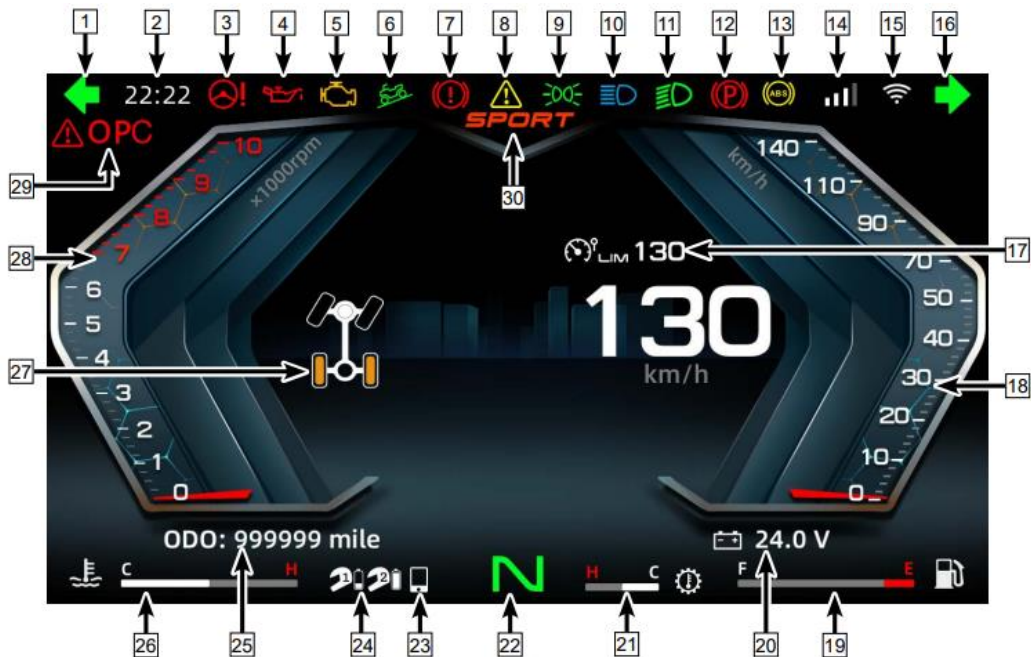 1 2 3 4 5 6 7 8 9 10 11 12 13 14 15 16
22:22 ! ! ! P ABS
SPORT
! OPC
29 30
x1000rpm km/h
10 140
9 110
8 90
7 70
28 17
LIM 130
6 50
5 40
4 30
3 20
2 10
1 0
0
130
km/h
27 18
ODO: 999999 mile 24.0 V
C H 1 2 N H C F E
26 25 24 23 22 21 20 19